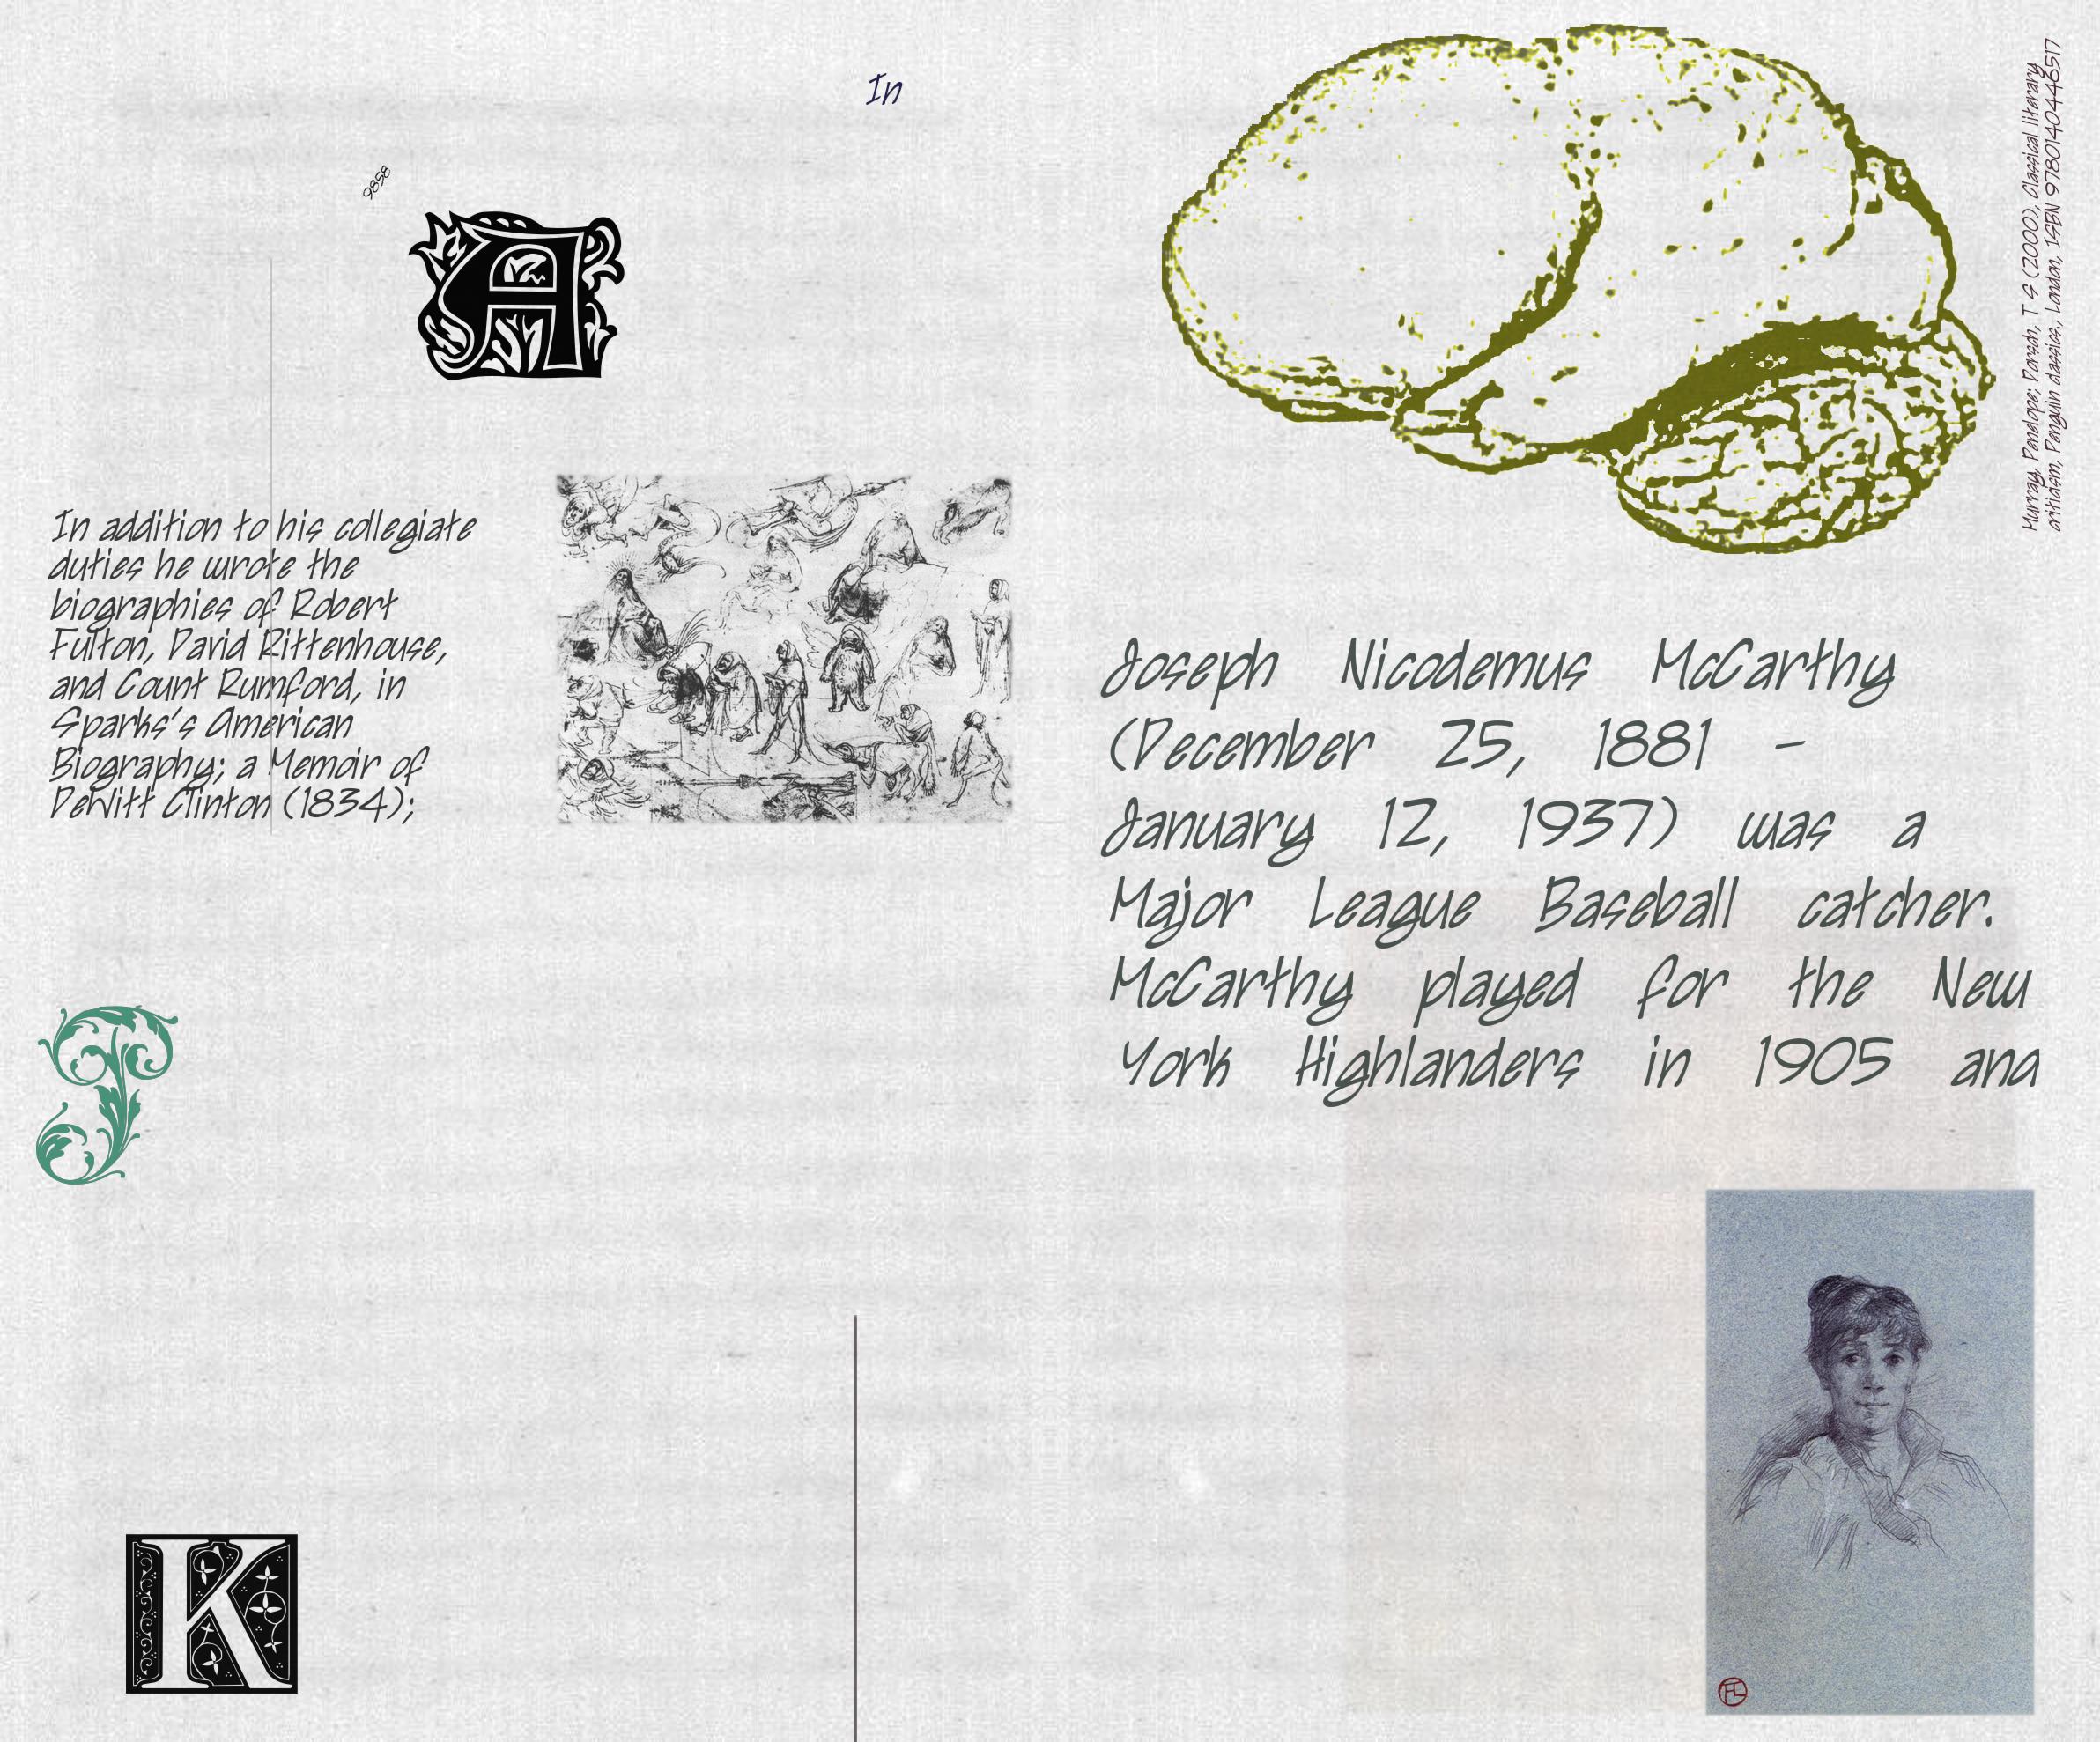 In
9858
A
In addition to his collegiate
duties he wrote the
biographies of Robert
Fulton, David Rittenhouse,
and Count Rumford, in
Sparks's American
Biography; a Memoir of
DeWitt Clinton (1834);
J
K
Murray, Penelope; Dorsch, T S (2000), Classical literary
criticism, Penguin classics, London, ISBN 9780140446517
Joseph Nicodemus McCarthy
(December 25, 1881 –
January 12, 1937) was a
Major League Baseball catcher.
McCarthy played for the New
York Highlanders in 1905 and